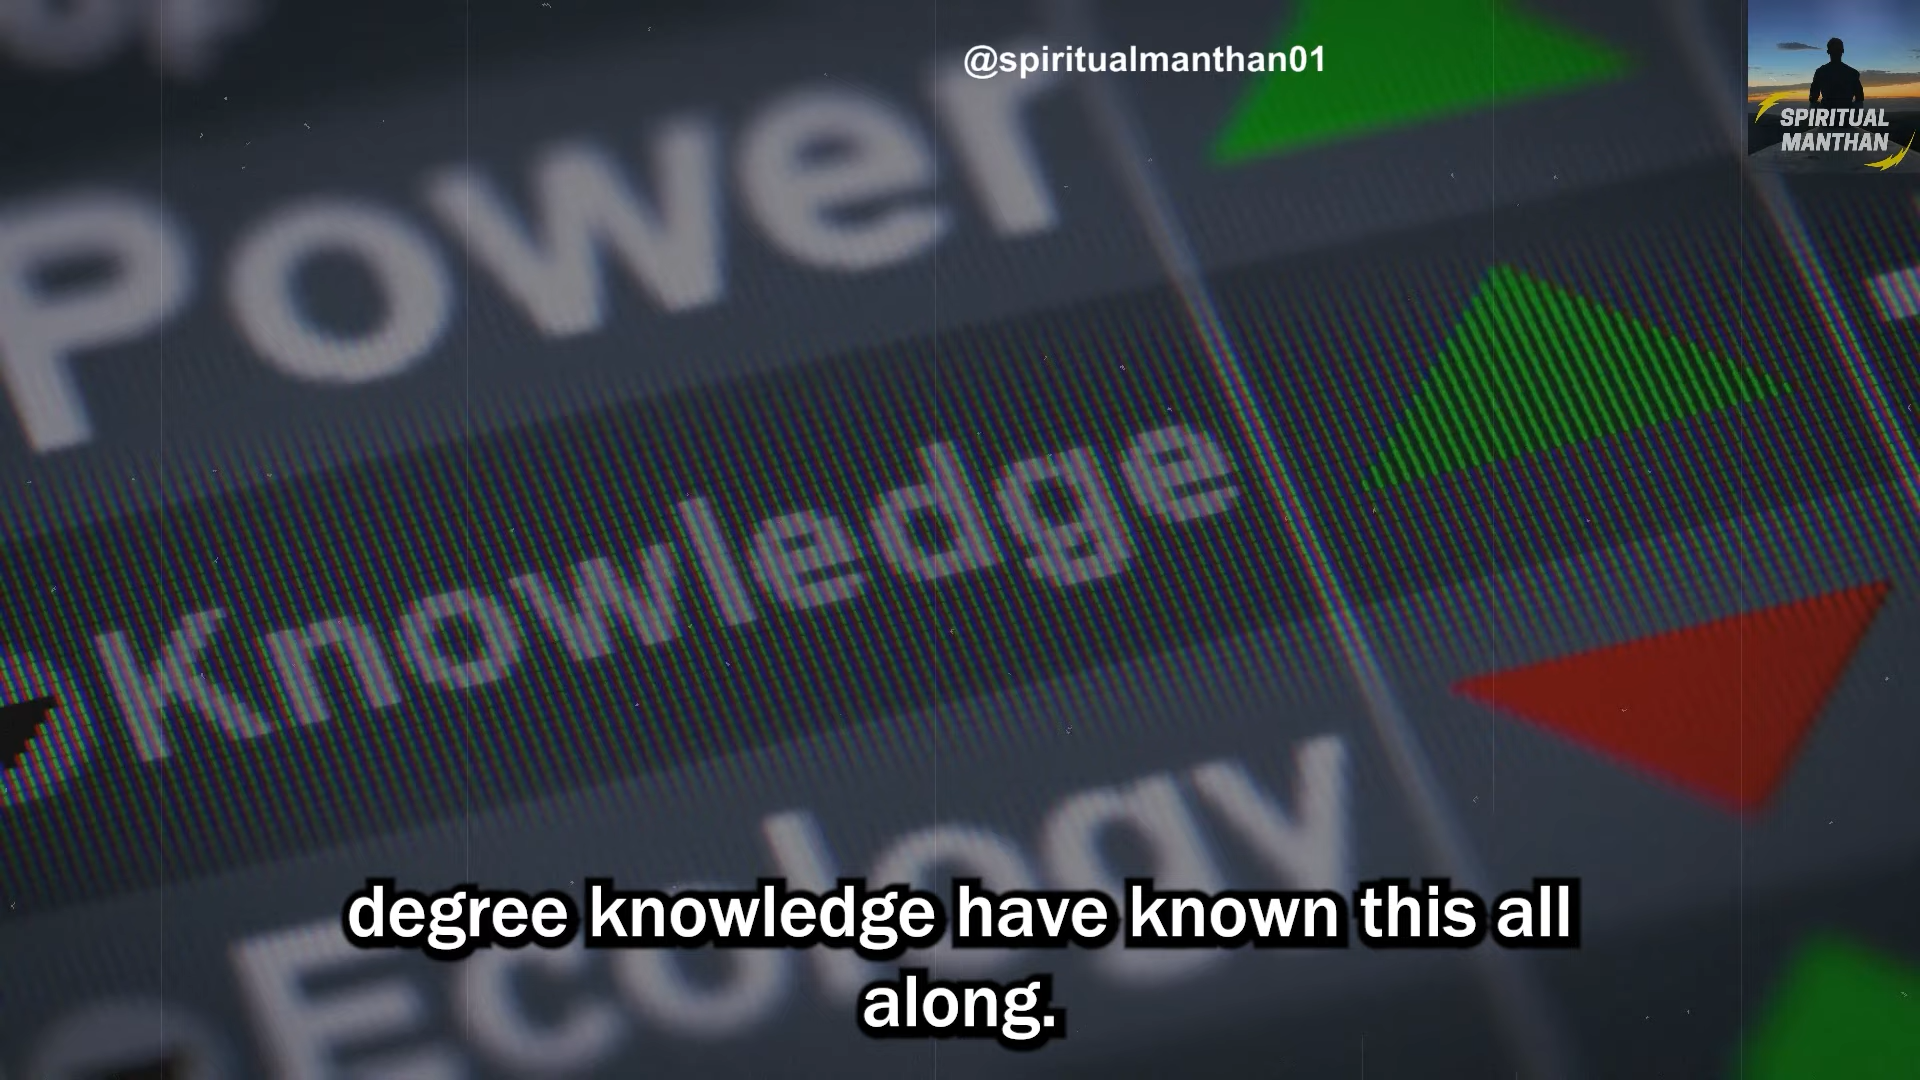 @spiritualmanthan01
SPIRITUAL
MANTHAN
Power
Knowledge
Ecology
degree knowledge have known this all
along.